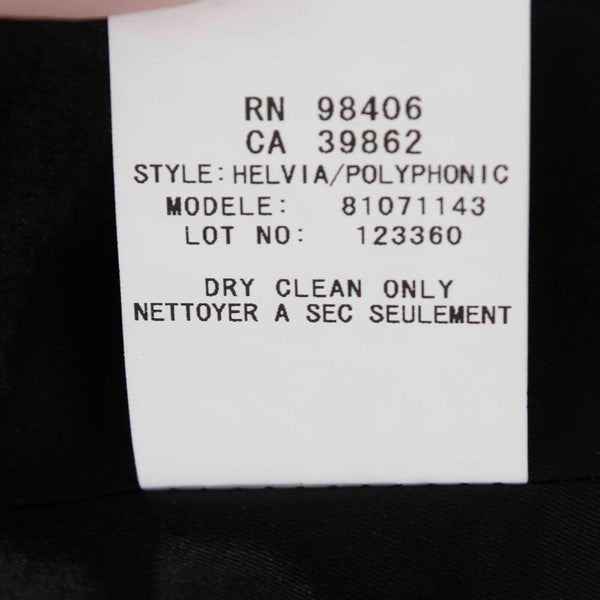 RN 98406
CA 39862
STYLE: HELVIA/POLYPHONIC
MODELE: 81071143
LOT NO: 123360
DRY CLEAN ONLY
NETTOYER A SEC SEULEMENT